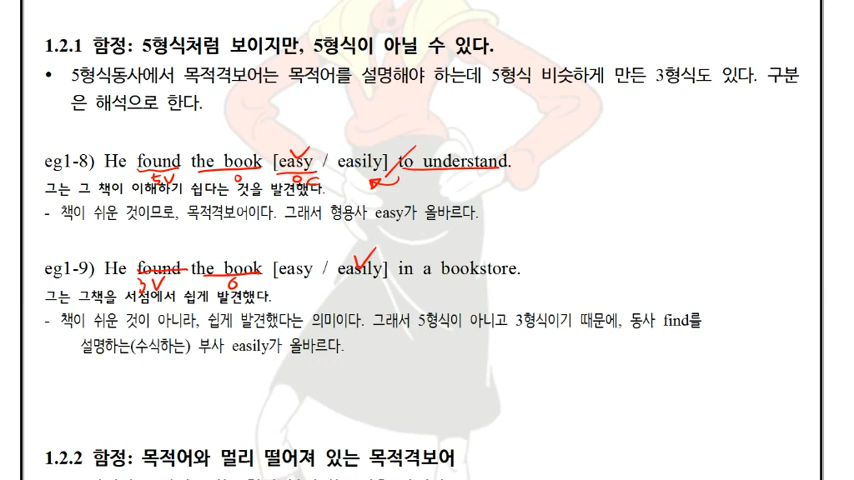 1.2.1 함정: 5형식처럼 보이지만, 5형식이 아닐 수 있다.
• 5형식동사에서 목적격보어는 목적어를 설명해야 하는데 5형식 비슷하게 만든 3형식도 있다. 구분
은 해석으로 한다.
eg1-8) He found the book [easy / easily] to understand.
5V O OC
그는 그 책이 이해하기 쉽다는 것을 발견했다.
- 책이 쉬운 것이므로, 목적격보어이다. 그래서 형용사 easy가 올바르다.
eg1-9) He found the book [easy / easily] in a bookstore.
3V O
그는 그책을 서점에서 쉽게 발견했다.
- 책이 쉬운 것이 아니라, 쉽게 발견했다는 의미이다. 그래서 5형식이 아니고 3형식이기 때문에, 동사 find를
설명하는(수식하는) 부사 easily가 올바르다.
1.2.2 함정: 목적어와 멀리 떨어져 있는 목적격보어